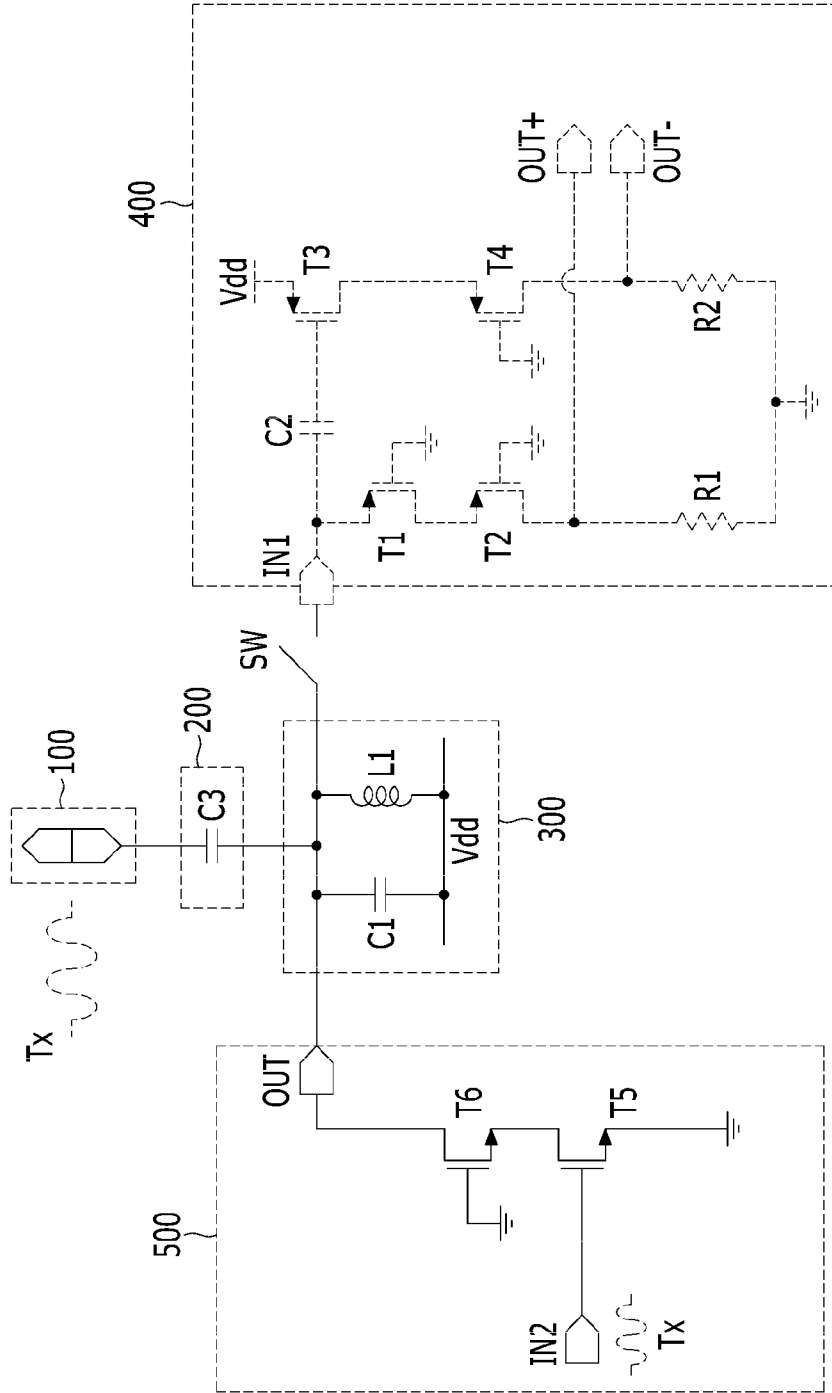 Tx
100
200
C3
SW
C1
L1
Vdd
300
400
IN1
C2
Vdd
T3
T1
T2
T4
OUT+
OUT-
R1
R2
500
OUT
T6
T5
IN2
Tx